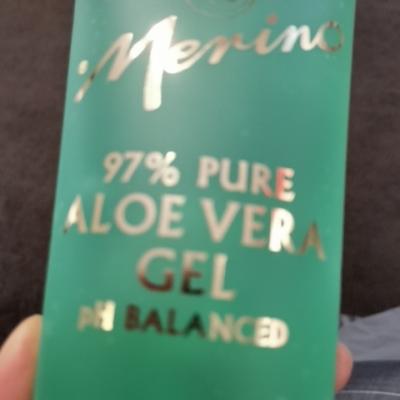 Merino
97% PURE
ALOE VERA
GEL
pH BALANCED